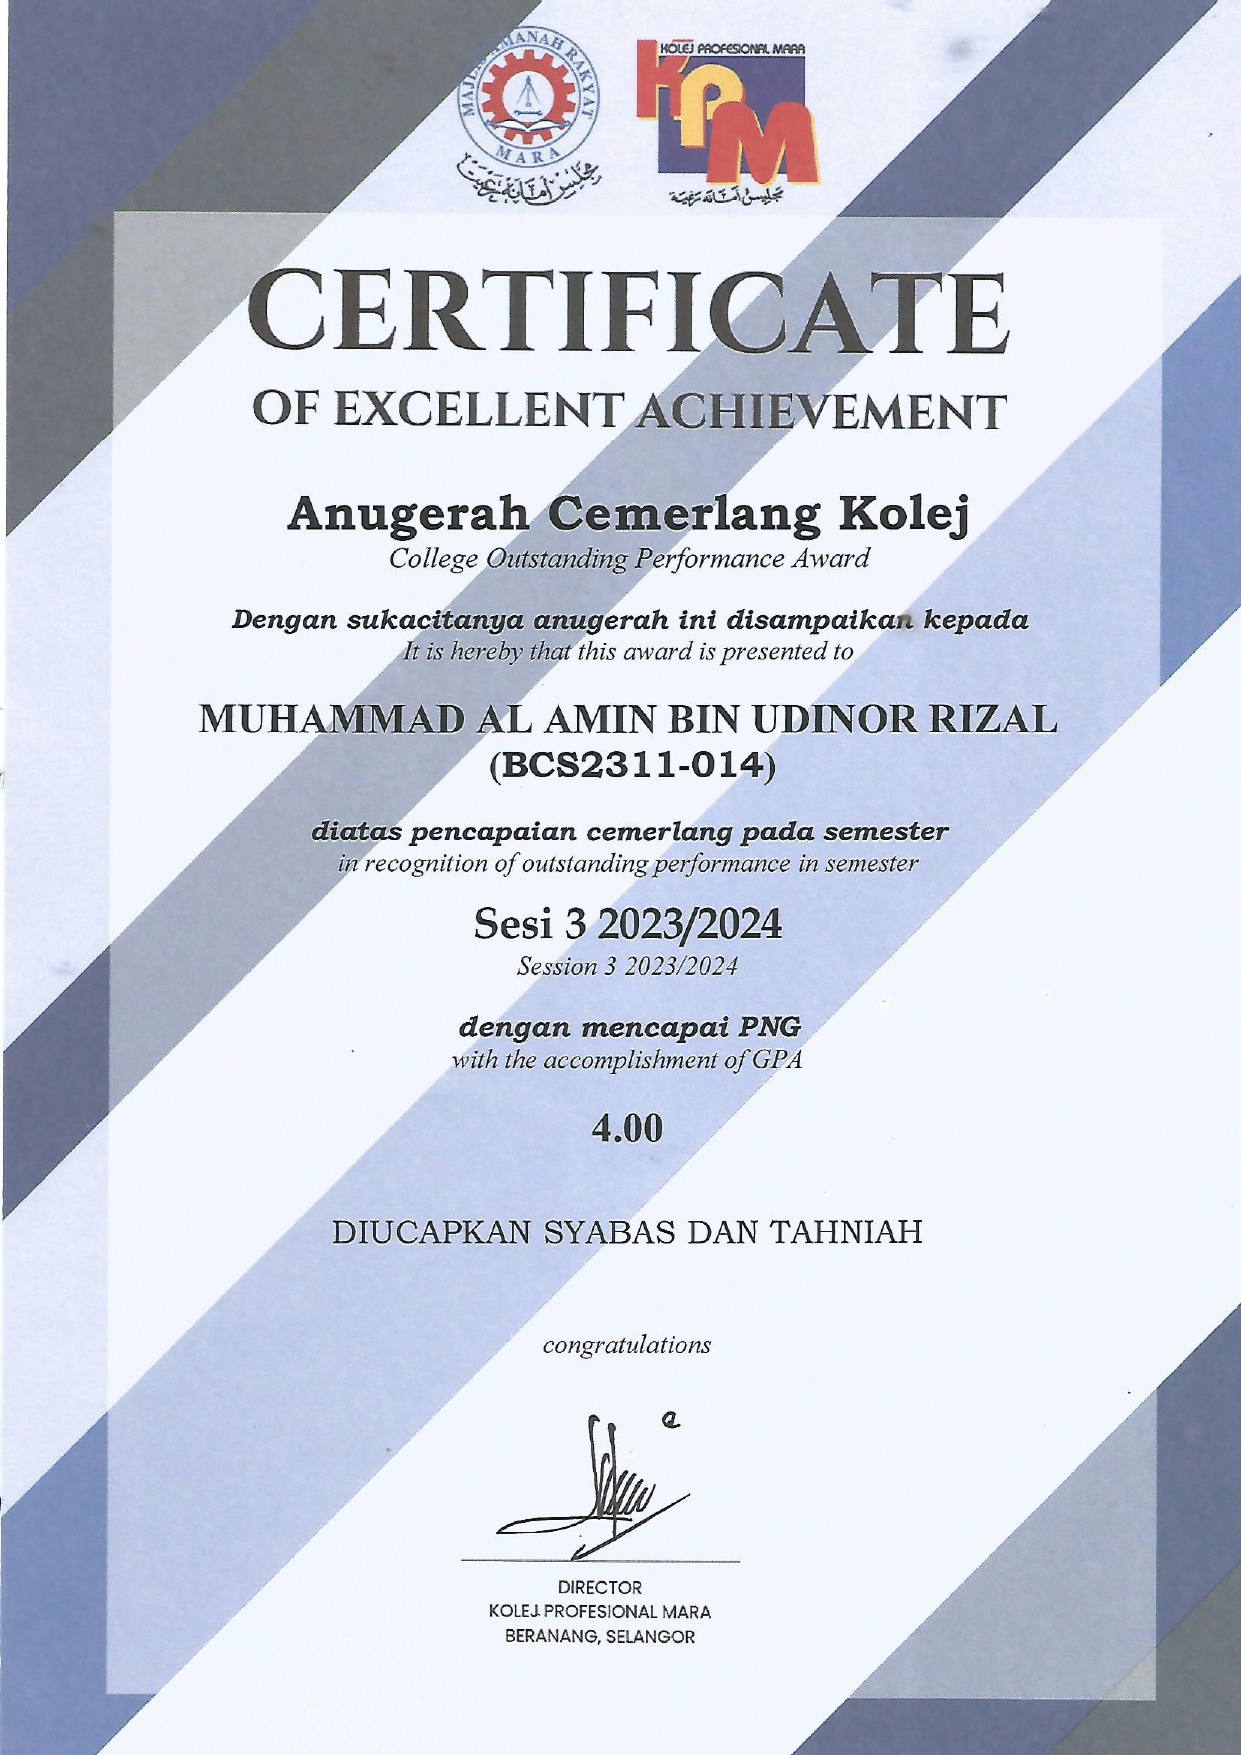 MAJLIS AMANAH RAKYAT
MARA
مجليس أمانه رعيت
KOLEJ PROFESIONAL MARA
KPM
مجليس أمانه رعية
CERTIFICATE
OF EXCELLENT ACHIEVEMENT
Anugerah Cemerlang Kolej
College Outstanding Performance Award
Dengan sukacitanya anugerah ini disampaikan kepada
It is hereby that this award is presented to
MUHAMMAD AL AMIN BIN UDINOR RIZAL
(BCS2311-014)
diatas pencapaian cemerlang pada semester
in recognition of outstanding performance in semester
Sesi 3 2023/2024
Session 3 2023/2024
dengan mencapai PNG
with the accomplishment of GPA
4.00
DIUCAPKAN SYABAS DAN TAHNIAH
congratulations
DIRECTOR
KOLEJ PROFESIONAL MARA
BERANANG, SELANGOR